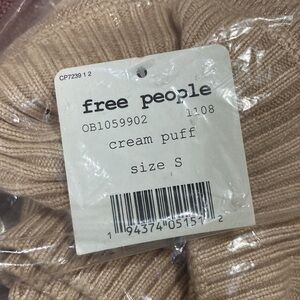 CP7239 1 2
free people
OB1059902 1108
cream puff
size S
1 94374 05151 2